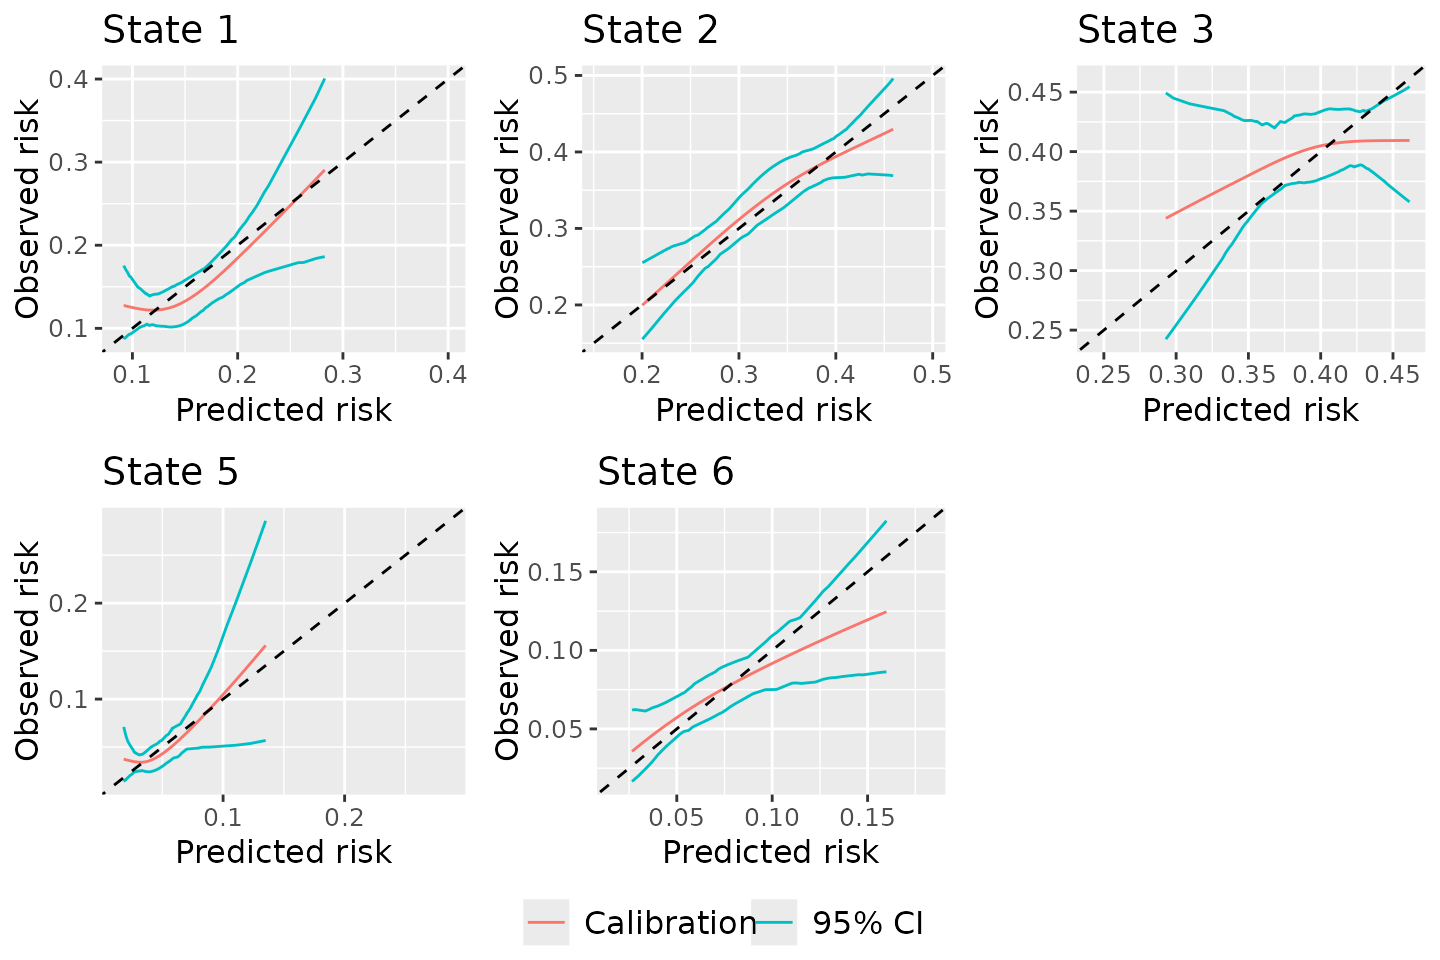 State 1
State 2
State 3
Observed risk
0.4
0.3
0.2
0.1
0.1 0.2 0.3 0.4
Predicted risk
Observed risk
0.5
0.4
0.3
0.2
0.2 0.3 0.4 0.5
Predicted risk
Observed risk
0.45
0.40
0.35
0.30
0.25
0.25 0.30 0.35 0.40 0.45
Predicted risk
State 5
State 6
Observed risk
0.2
0.1
0.1 0.2
Predicted risk
Observed risk
0.15
0.10
0.05
0.05 0.10 0.15
Predicted risk
Calibration 95% CI